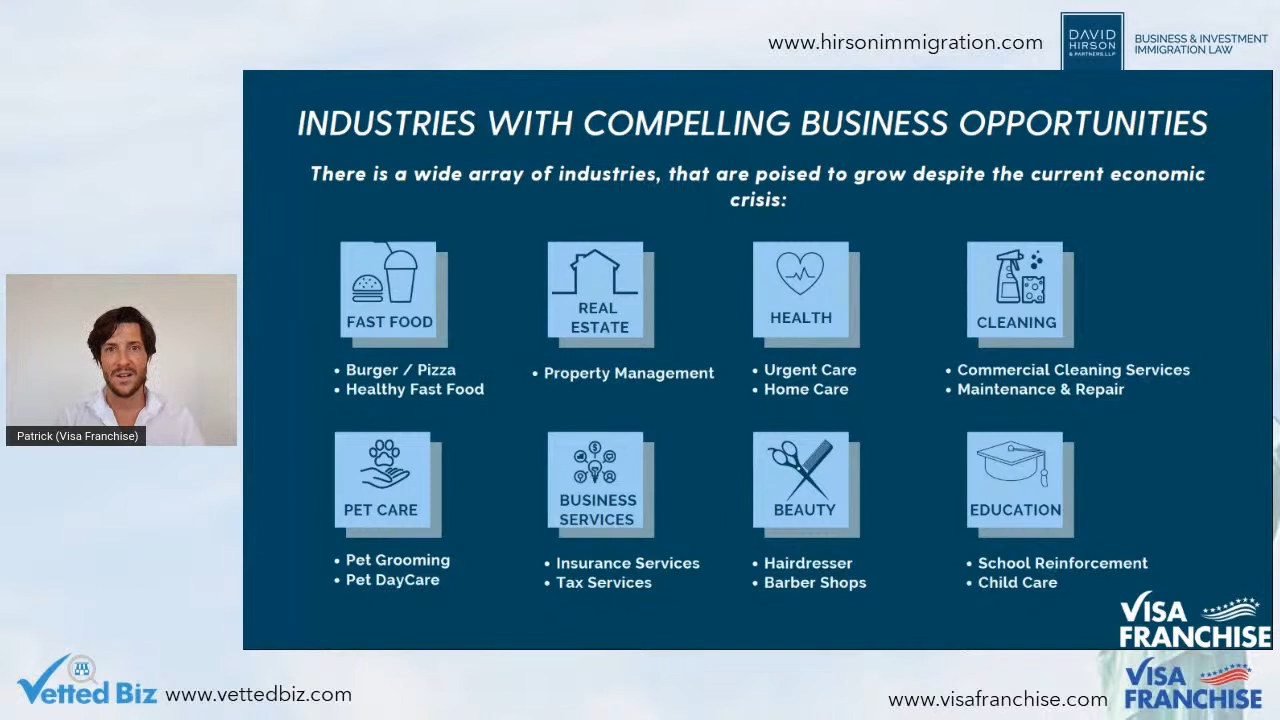 www.hirsonimmigration.com
DAVID
HIRSON
& PARTNERS, LLP
BUSINESS & INVESTMENT
IMMIGRATION LAW
INDUSTRIES WITH COMPELLING BUSINESS OPPORTUNITIES
There is a wide array of industries, that are poised to grow despite the current economic
crisis:
FAST FOOD
• Burger / Pizza
• Healthy Fast Food
REAL
ESTATE
• Property Management
HEALTH
• Urgent Care
• Home Care
CLEANING
• Commercial Cleaning Services
• Maintenance & Repair
Patrick (Visa Franchise)
PET CARE
• Pet Grooming
• Pet DayCare
BUSINESS
SERVICES
• Insurance Services
• Tax Services
BEAUTY
• Hairdresser
• Barber Shops
EDUCATION
• School Reinforcement
• Child Care
VISA
FRANCHISE
Vetted Biz
www.vettedbiz.com
www.visafranchise.com
VISA
FRANCHISE